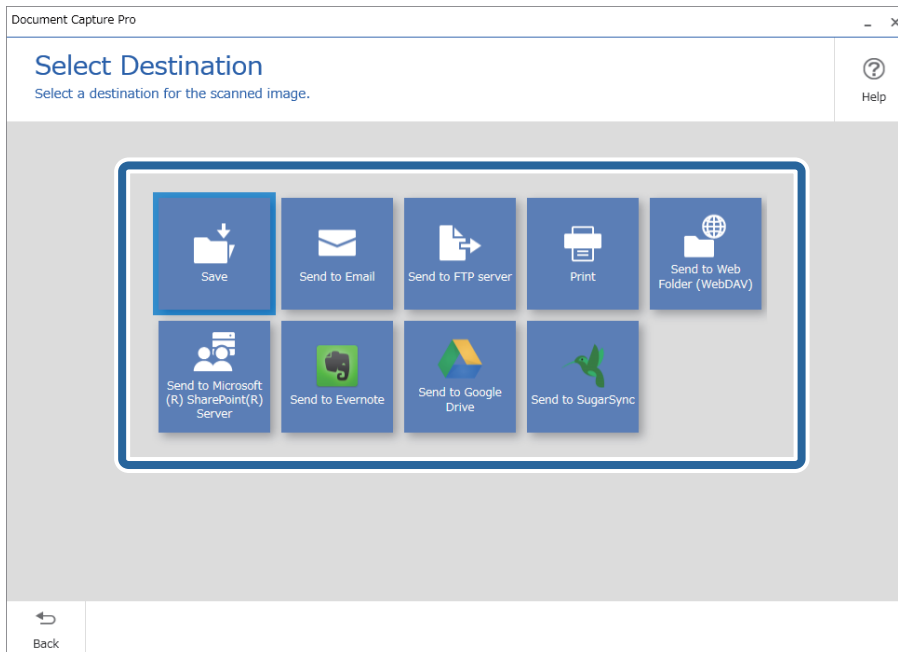 Document Capture Pro
Select Destination
Select a destination for the scanned image.
Help
Save
Send to Email
Send to FTP server
Print
Send to Web
Folder (WebDAV)
Send to Microsoft
(R) SharePoint(R)
Server
Send to Evernote
Send to Google
Drive
Send to SugarSync
Back